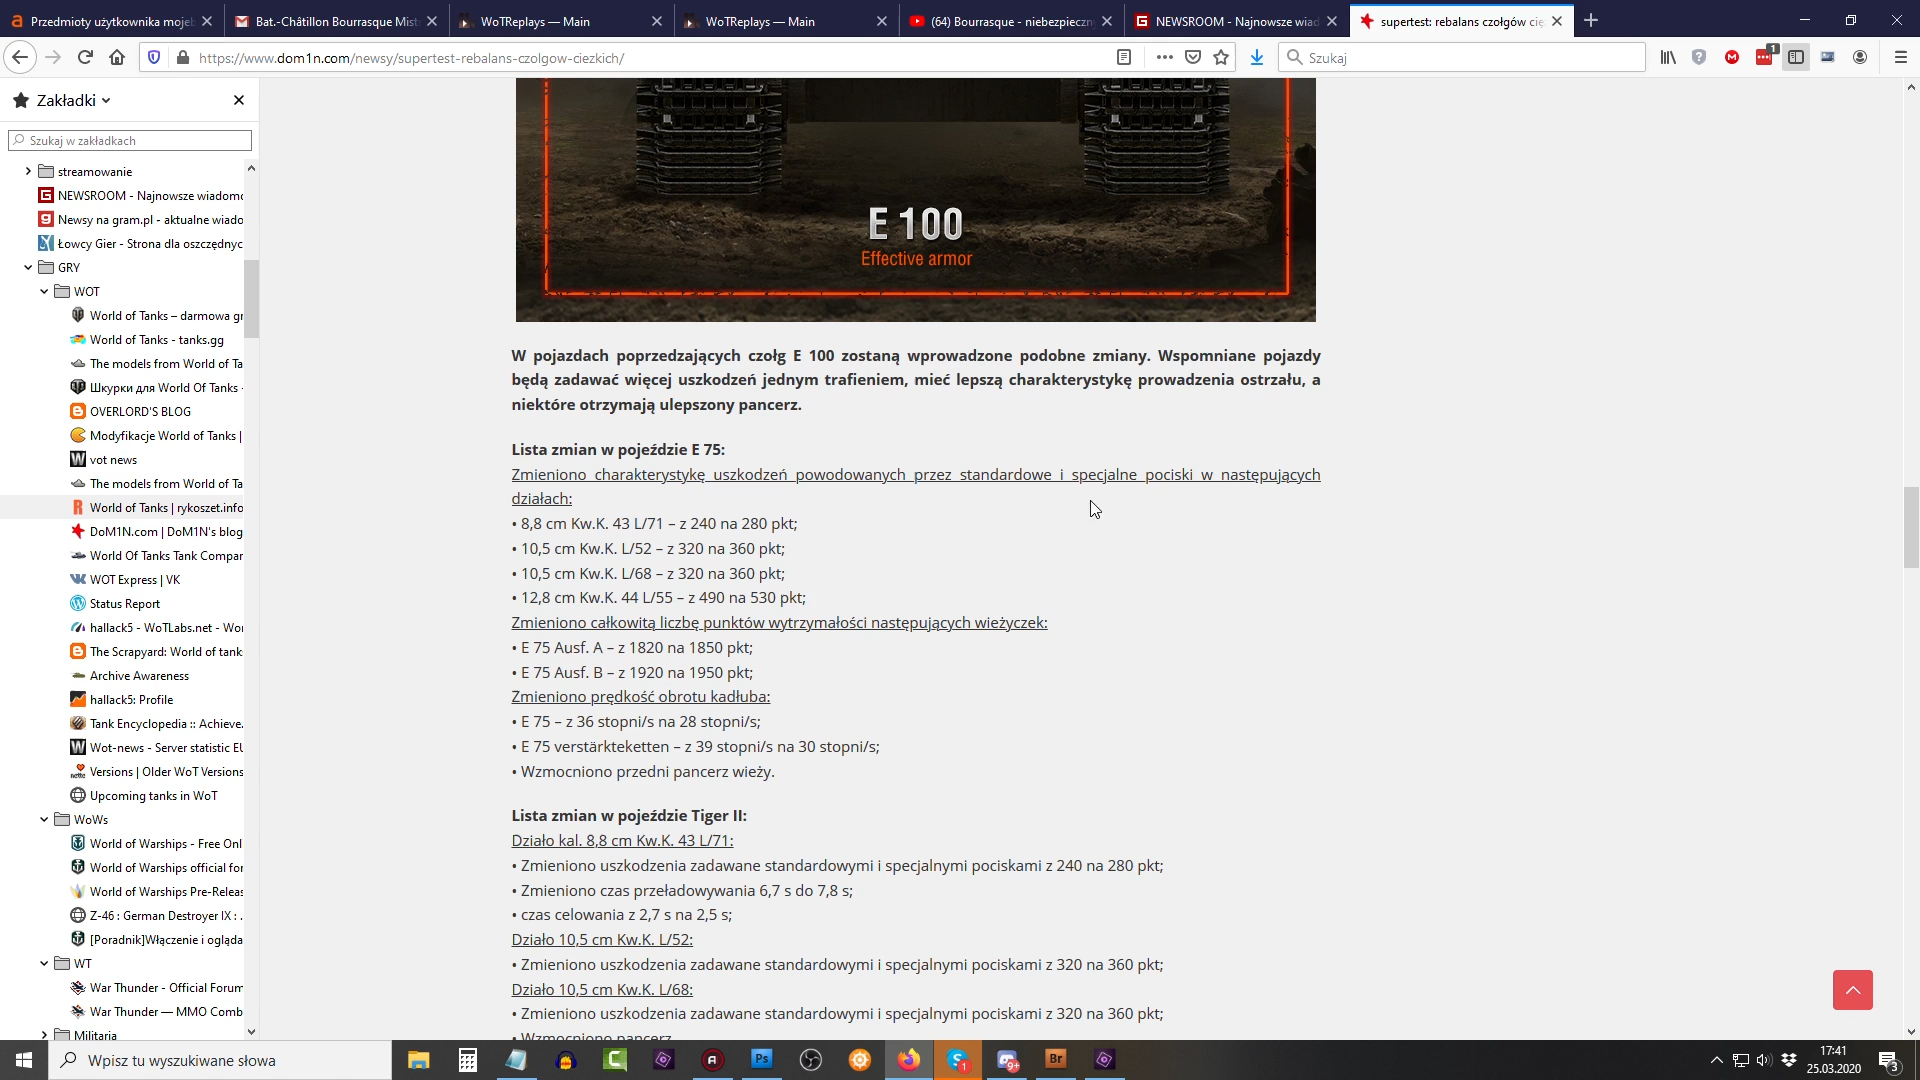 Przedmioty użytkownika mojeb
Bat.-Châtillon Bourrasque Mist
WoTReplays — Main
WoTReplays — Main
(64) Bourrasque - niebezpieczn
NEWSROOM - Najnowsze wiad
supertest: rebalans czołgów cię
https://www.dom1n.com/newsy/supertest-rebalans-czolgow-ciezkich/
Szukaj
1
Zakładki
Szukaj w zakładkach
streamowanie
NEWSROOM - Najnowsze wiadomo
Newsy na gram.pl - aktualne wiado
Łowcy Gier - Strona dla oszczędnyc
GRY
WOT
World of Tanks – darmowa gr
World of Tanks - tanks.gg
The models from World of Ta
Шкурки для World Of Tanks -
OVERLORD'S BLOG
Modyfikacje World of Tanks |
vot news
The models from World of Ta
World of Tanks | rykoszet.info
DoM1N.com | DoM1N's blog
World Of Tanks Tank Compar
WOT Express | VK
Status Report
hallack5 - WoTLabs.net - Wor
The Scrapyard: World of tank
Archive Awareness
hallack5: Profile
Tank Encyclopedia :: Achieve.
Wot-news - Server statistic EU
Versions | Older WoT Versions
Upcoming tanks in WoT
WoWs
World of Warships - Free Onl
World of Warships official for
World of Warships Pre-Releas
Z-46 : German Destroyer IX : .
[Poradnik]Włączenie i ogląda
WT
War Thunder - Official Forum
War Thunder — MMO Comb
Militaria
E 100
Effective armor
W pojazdach poprzedzających czołg E 100 zostaną wprowadzone podobne zmiany. Wspomniane pojazdy
będą zadawać więcej uszkodzeń jednym trafieniem, mieć lepszą charakterystykę prowadzenia ostrzału, a
niektóre otrzymają ulepszony pancerz.
Lista zmian w pojeździe E 75:
Zmieniono charakterystykę uszkodzeń powodowanych przez standardowe i specjalne pociski w następujących
działach:
• 8,8 cm Kw.K. 43 L/71 – z 240 na 280 pkt;
• 10,5 cm Kw.K. L/52 – z 320 na 360 pkt;
• 10,5 cm Kw.K. L/68 – z 320 na 360 pkt;
• 12,8 cm Kw.K. 44 L/55 – z 490 na 530 pkt;
Zmieniono całkowitą liczbę punktów wytrzymałości następujących wieżyczek:
• E 75 Ausf. A – z 1820 na 1850 pkt;
• E 75 Ausf. B – z 1920 na 1950 pkt;
Zmieniono prędkość obrotu kadłuba:
• E 75 – z 36 stopni/s na 28 stopni/s;
• E 75 verstärkteketten – z 39 stopni/s na 30 stopni/s;
• Wzmocniono przedni pancerz wieży.
Lista zmian w pojeździe Tiger II:
Działo kal. 8,8 cm Kw.K. 43 L/71:
• Zmieniono uszkodzenia zadawane standardowymi i specjalnymi pociskami z 240 na 280 pkt;
• Zmieniono czas przeładowywania 6,7 s do 7,8 s;
• czas celowania z 2,7 s na 2,5 s;
Działo 10,5 cm Kw.K. L/52:
• Zmieniono uszkodzenia zadawane standardowymi i specjalnymi pociskami z 320 na 360 pkt;
Działo 10,5 cm Kw.K. L/68:
• Zmieniono uszkodzenia zadawane standardowymi i specjalnymi pociskami z 320 na 360 pkt;
• Wzmocniono pancerz
Wpisz tu wyszukiwane słowa
Ps
1
9+
Br
17:41
25.03.2020
3